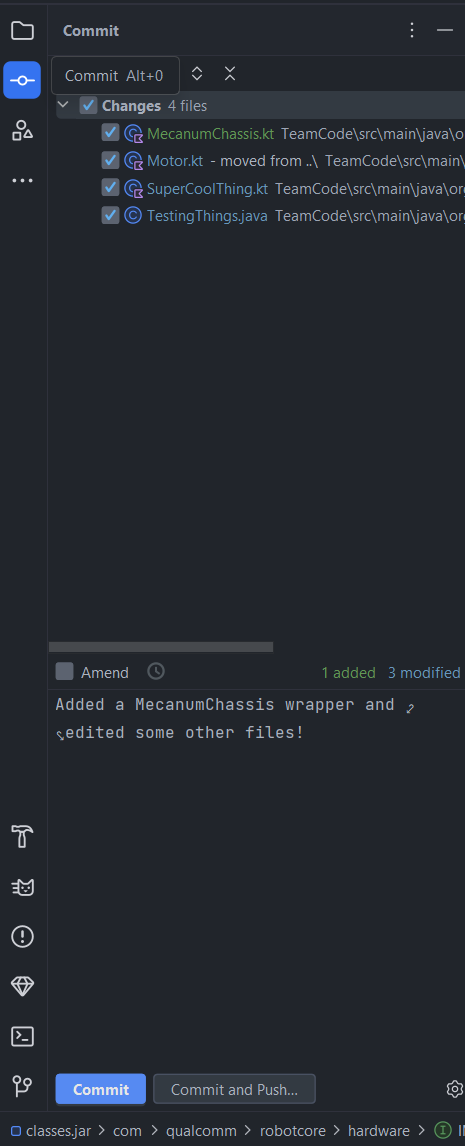 Commit
Commit Alt+0
Changes 4 files
MecanumChassis.kt TeamCode\src\main\java\o
Motor.kt - moved from ..\ TeamCode\src\main\
SuperCoolThing.kt TeamCode\src\main\java\or
TestingThings.java TeamCode\src\main\java\org
Amend 1 added 3 modified
Added a MecanumChassis wrapper and
edited some other files!
Commit Commit and Push...
classes.jar > com > qualcomm > robotcore > hardware >